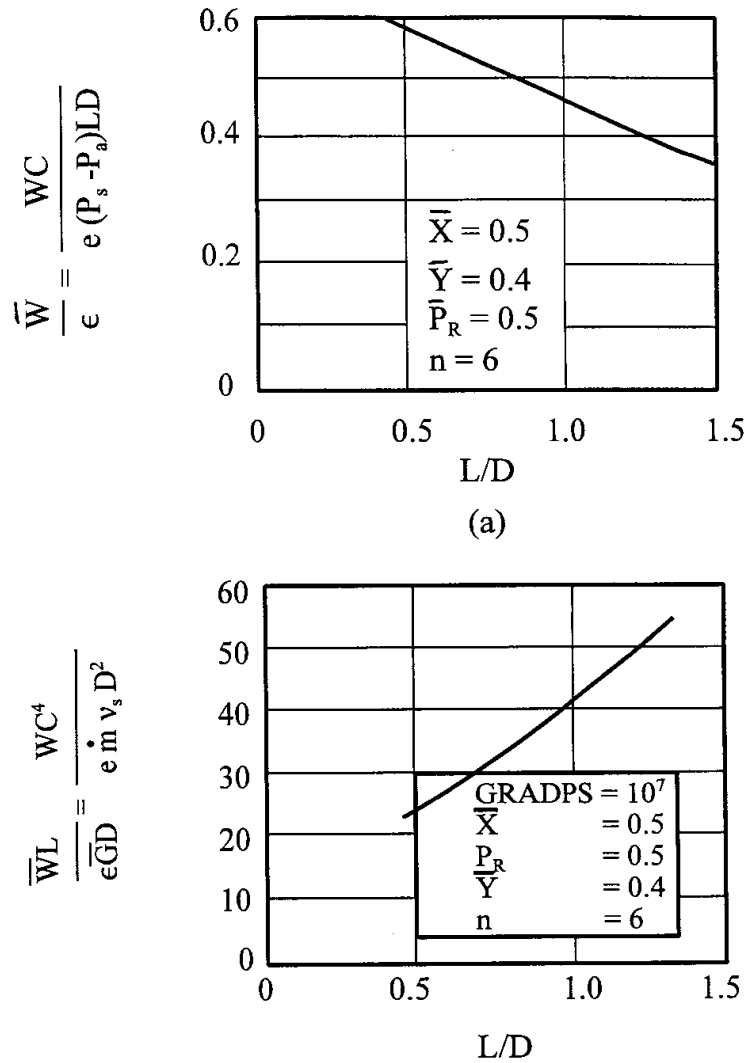 0.6
0.4
0.2
0
W̅/ϵ = WC / e (Pₛ -Pₐ)LD
X̅ = 0.5
Y̅ = 0.4
P̅_R = 0.5
n = 6
0 0.5 1.0 1.5
L/D
(a)
60
50
40
30
20
10
0
W̅L/ϵG̅D = WC⁴ / e ṁ νₛ D²
GRADPS = 10⁷
X̅ = 0.5
P_R = 0.5
Y̅ = 0.4
n = 6
0 0.5 1.0 1.5
L/D